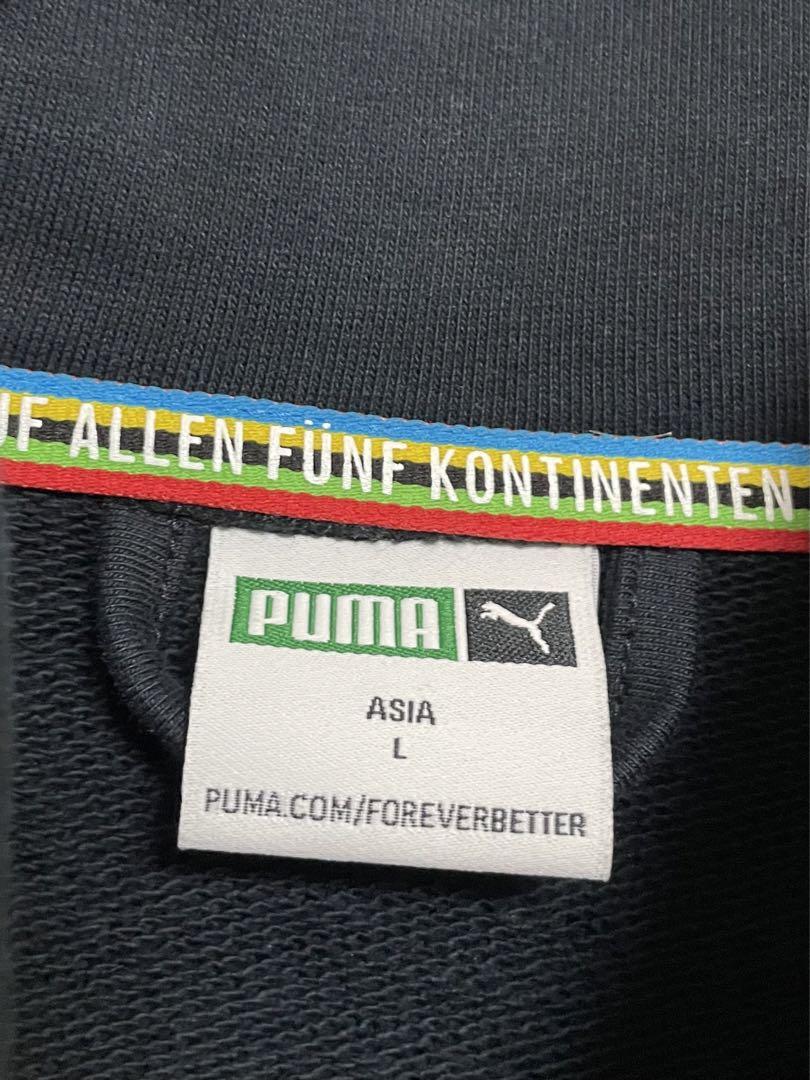 UF ALLEN FÜNF KONTINENTEN
PUMA
ASIA
L
PUMA.COM/FOREVERBETTER